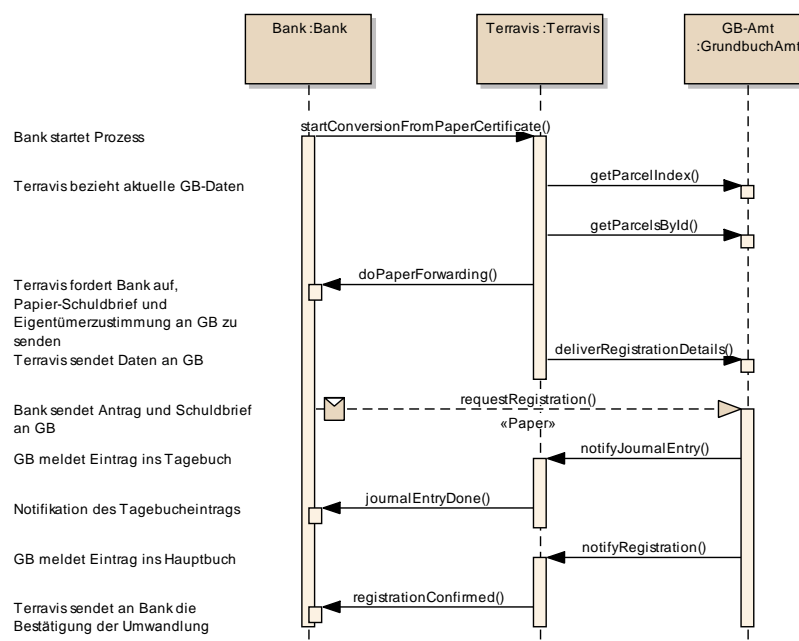 Bank :Bank
Terravis :Terravis
GB-Amt
:GrundbuchAmt
startConversionFromPaperCertificate()
Bank startet Prozess
getParcelIndex()
Terravis bezieht aktuelle GB-Daten
getParcelsById()
doPaperForwarding()
Terravis fordert Bank auf,
Papier-Schuldbrief und
Eigentümerzustimmung an GB zu
senden
Terravis sendet Daten an GB
deliverRegistrationDetails()
requestRegistration()
Bank sendet Antrag und Schuldbrief
an GB
«Paper»
notifyJournalEntry()
GB meldet Eintrag ins Tagebuch
journalEntryDone()
Notifikation des Tagebucheintrags
notifyRegistration()
GB meldet Eintrag ins Hauptbuch
registrationConfirmed()
Terravis sendet an Bank die
Bestätigung der Umwandlung